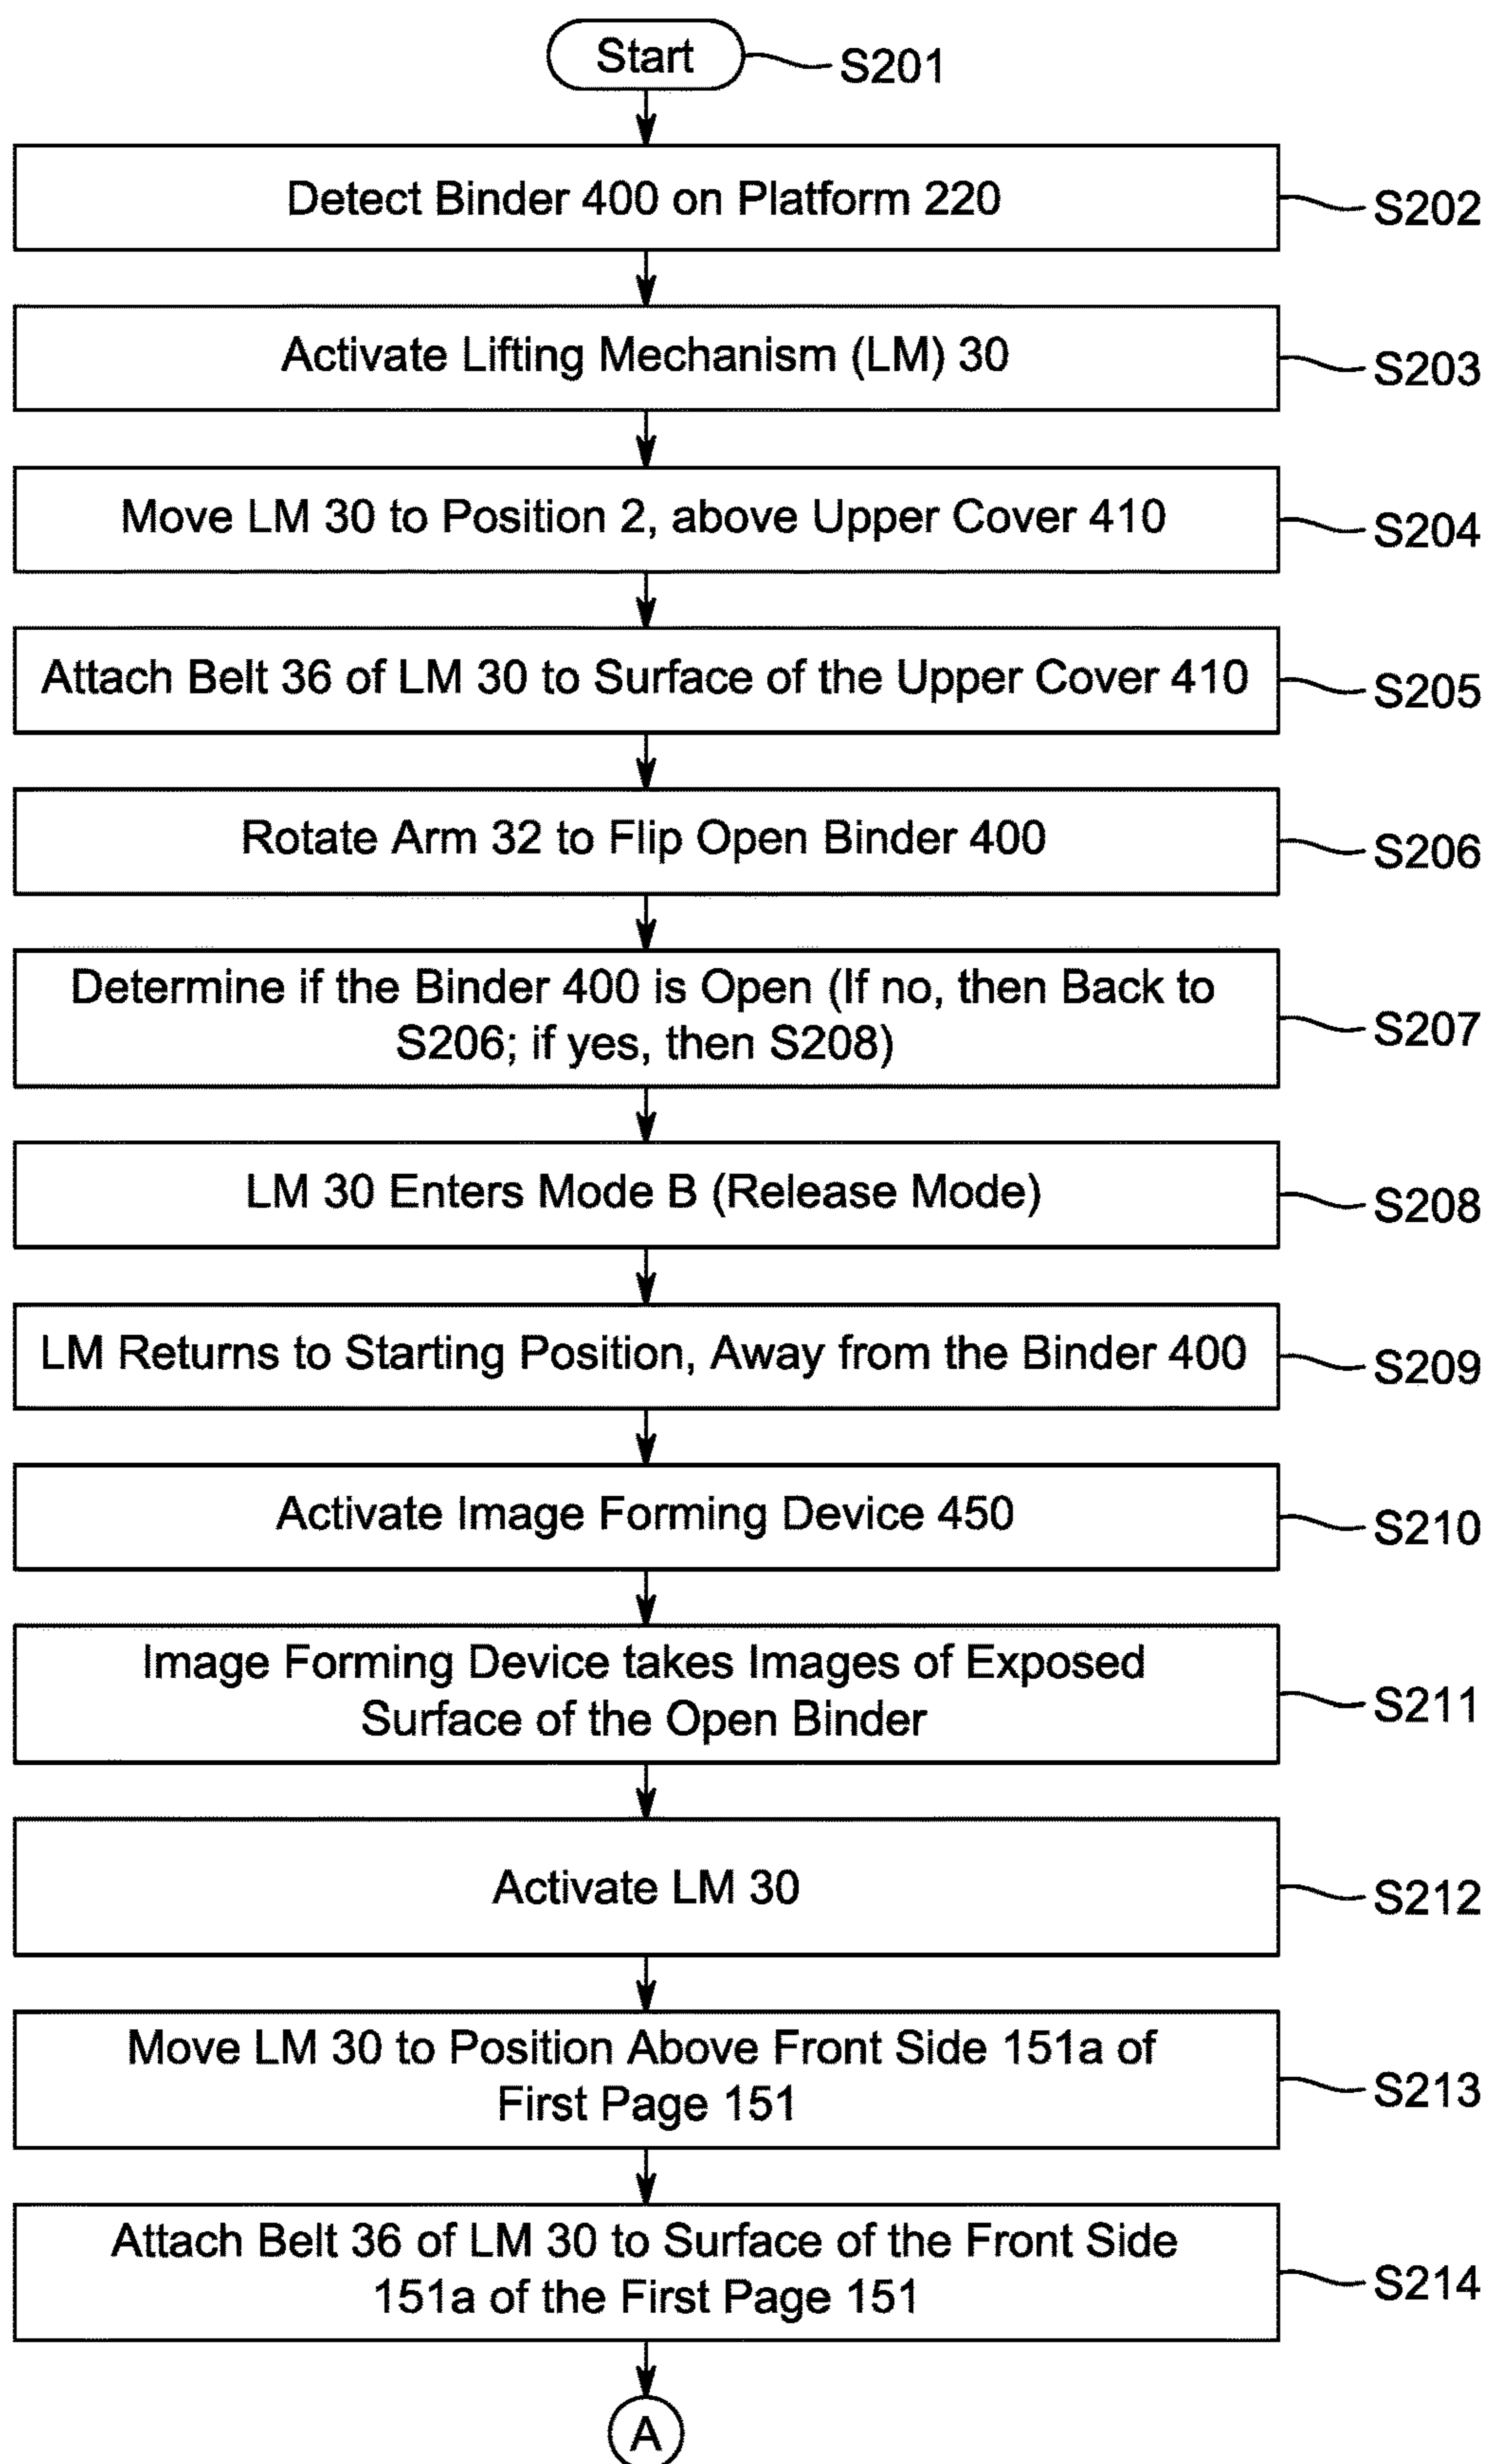 Start
S201
Detect Binder 400 on Platform 220
S202
Activate Lifting Mechanism (LM) 30
S203
Move LM 30 to Position 2, above Upper Cover 410
S204
Attach Belt 36 of LM 30 to Surface of the Upper Cover 410
S205
Rotate Arm 32 to Flip Open Binder 400
S206
Determine if the Binder 400 is Open (If no, then Back to
S206; if yes, then S208)
S207
LM 30 Enters Mode B (Release Mode)
S208
LM Returns to Starting Position, Away from the Binder 400
S209
Activate Image Forming Device 450
S210
Image Forming Device takes Images of Exposed
Surface of the Open Binder
S211
Activate LM 30
S212
Move LM 30 to Position Above Front Side 151a of
First Page 151
S213
Attach Belt 36 of LM 30 to Surface of the Front Side
151a of the First Page 151
S214
A